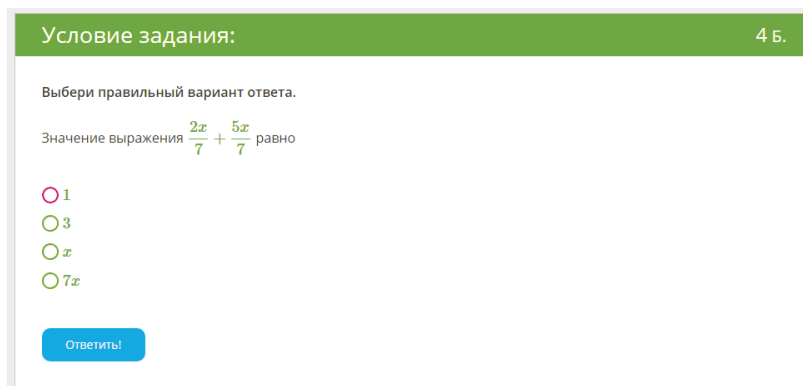 Условие задания:
4 Б.
Выбери правильный вариант ответа.
Значение выражения 2x/7 + 5x/7 равно
1
3
x
7x
Ответить!